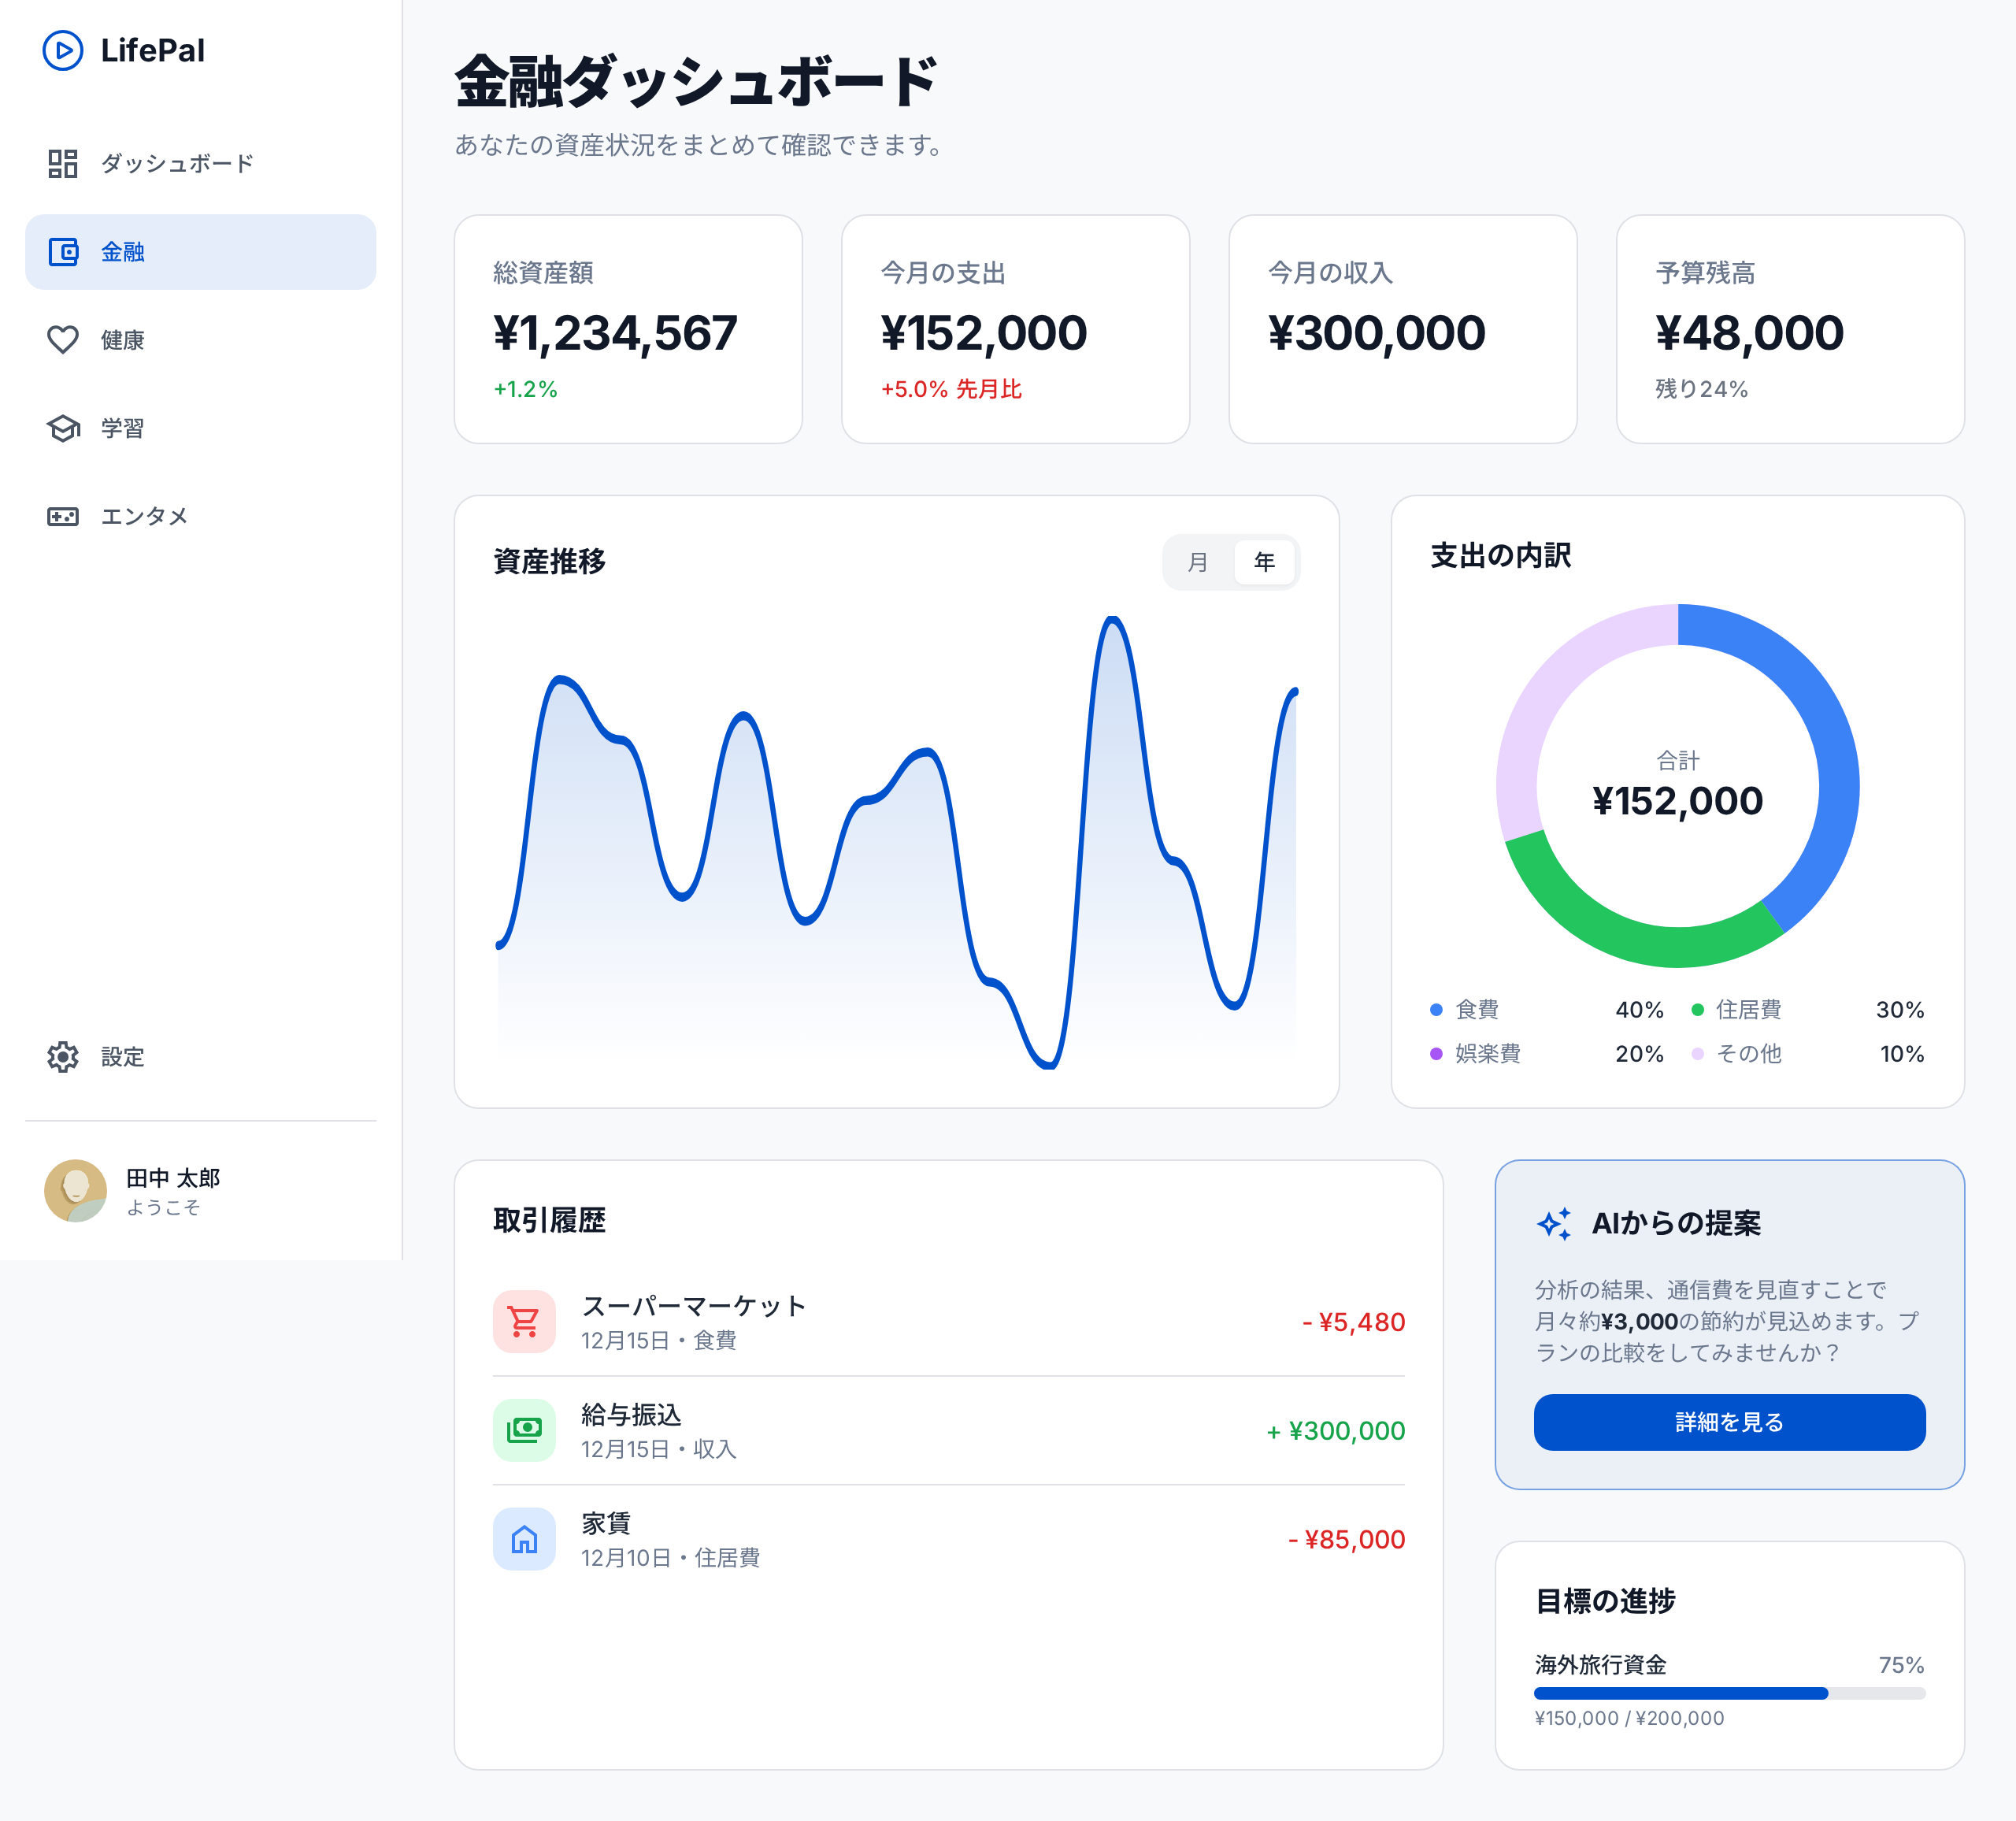 LifePal
ダッシュボード
金融
健康
学習
エンタメ
設定
田中 太郎
ようこそ
金融ダッシュボード
あなたの資産状況をまとめて確認できます。
総資産額
¥1,234,567
+1.2%
今月の支出
¥152,000
+5.0% 先月比
今月の収入
¥300,000
予算残高
¥48,000
残り24%
資産推移
月
年
支出の内訳
合計
¥152,000
食費 40%
住居費 30%
娯楽費 20%
その他 10%
取引履歴
スーパーマーケット
12月15日・食費
- ¥5,480
給与振込
12月15日・収入
+ ¥300,000
家賃
12月10日・住居費
- ¥85,000
AIからの提案
分析の結果、通信費を見直すことで
月々約¥3,000の節約が見込めます。プ
ランの比較をしてみませんか？
詳細を見る
目標の進捗
海外旅行資金 75%
¥150,000 / ¥200,000